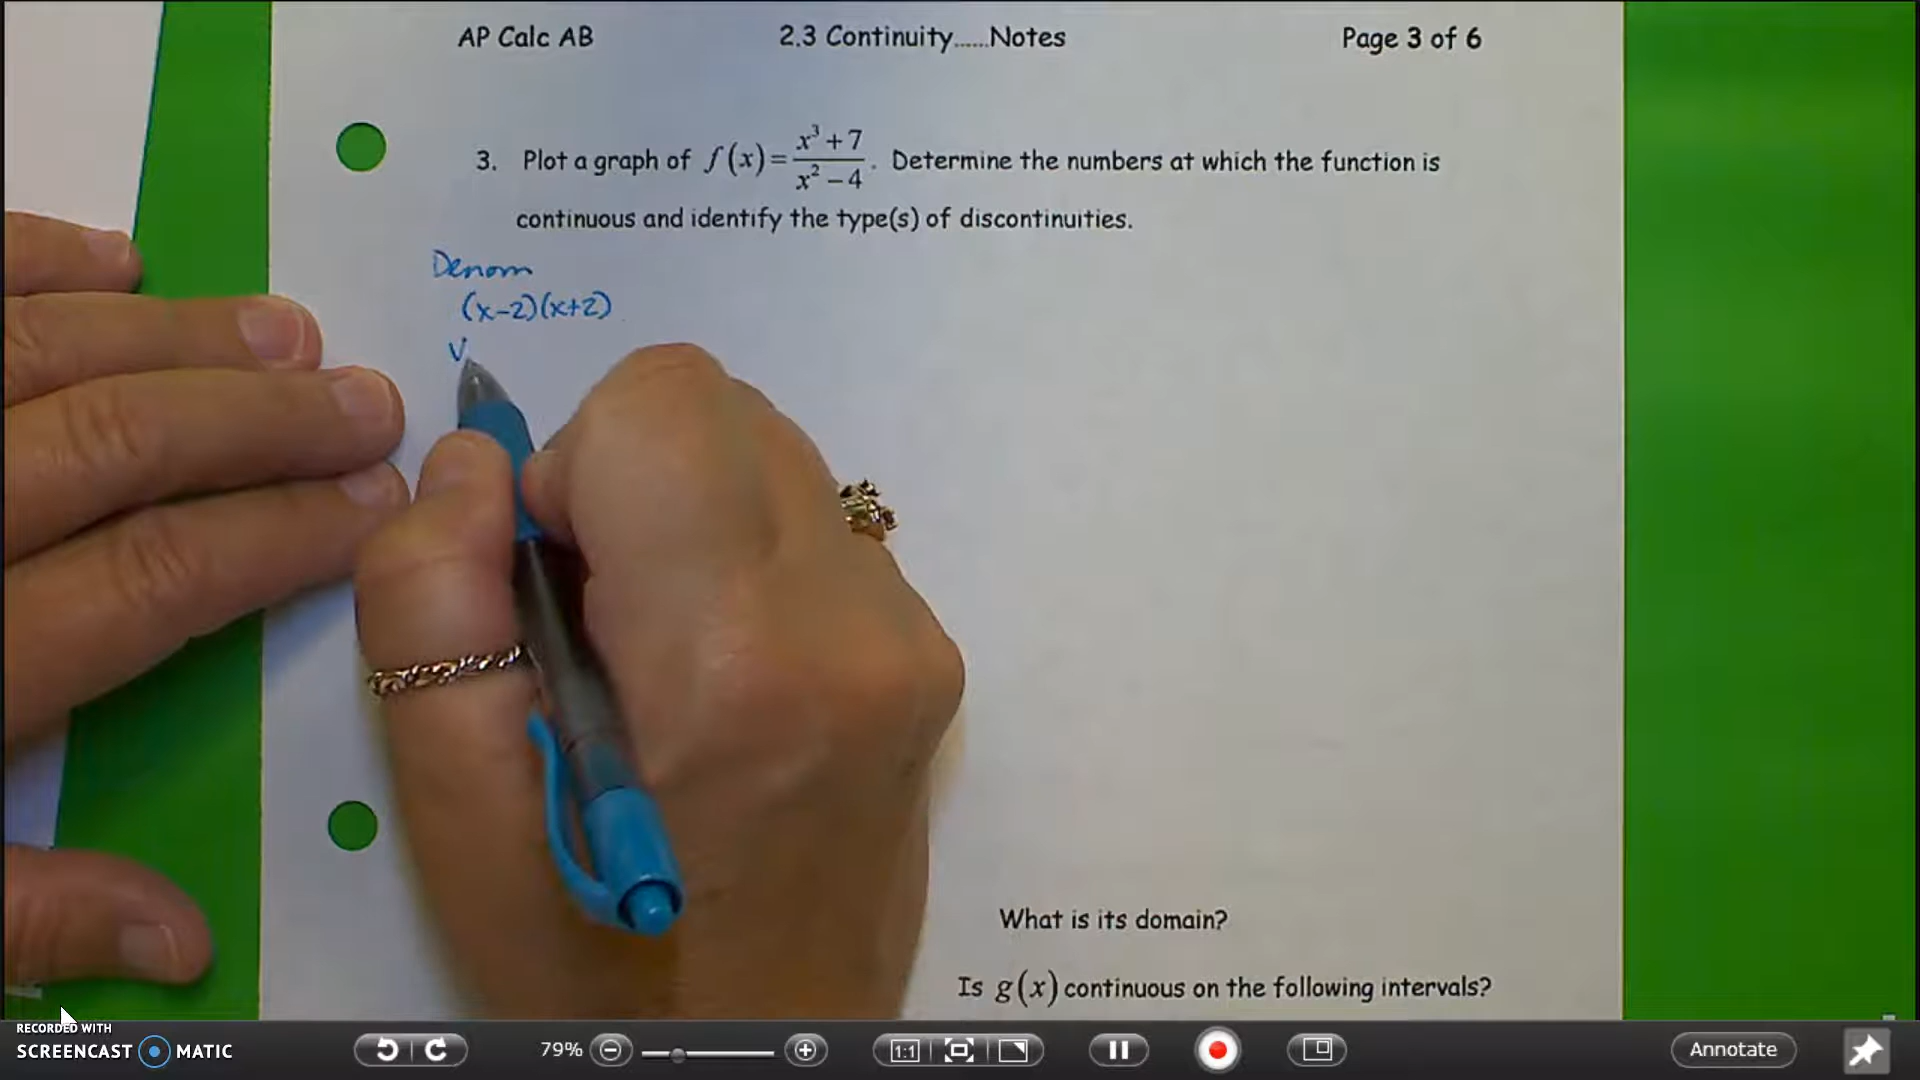 AP Calc AB 2.3 Continuity......Notes Page 3 of 6
3. Plot a graph of f(x)=(x³+7)/(x²−4). Determine the numbers at which the function is
continuous and identify the type(s) of discontinuities.
Denom
(x-2)(x+2)
V
What is its domain?
Is g(x) continuous on the following intervals?
RECORDED WITH
SCREENCAST MATIC
79%
1:1
Annotate